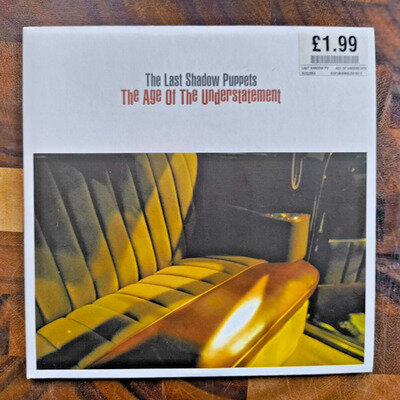 £1.99
The Last Shadow Puppets
The Age Of The Understatement